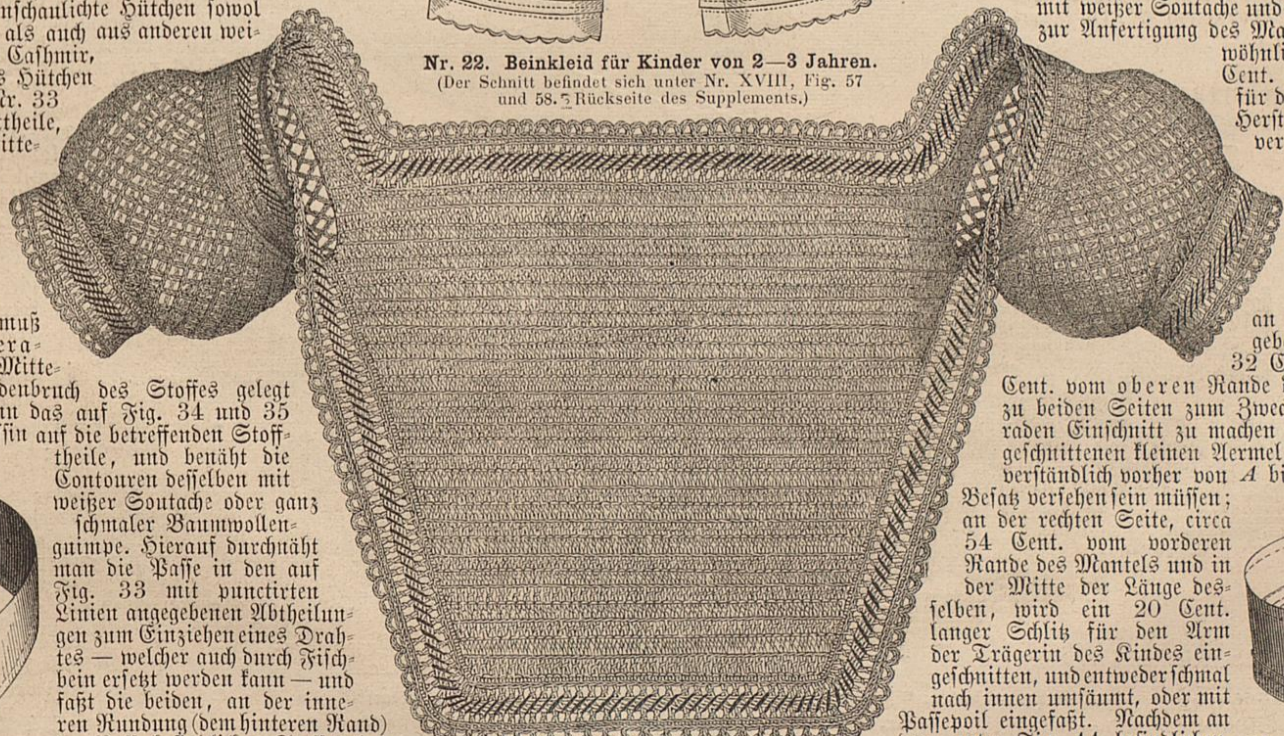 nschaulichte Hütchen sowol
als auch aus anderen wei-
Cashmir,
s Hütchen
Nr. 33
ttheile,
itte-
muß
era-
Mitte-
denbruch des Stoffes gelegt
nn das auf Fig. 34 und 35
sin auf die betreffenden Stoff-
theile, und benäht die
Contouren desselben mit
weißer Soutache oder ganz
schmaler Baumwollen-
guimpe. Hierauf durchnäht
man die Passe in den auf
Fig. 33 mit punctirten
Linien angegebenen Abtheilun-
gen zum Einziehen eines Drah-
tes — welcher auch durch Fisch-
bein ersetzt werden kann — und
faßt die beiden, an der inne-
ren Rundung (dem hinteren Rand)
Nr. 22. Beinkleid für Kinder von 2—3 Jahren.
(Der Schnitt befindet sich unter Nr. XVIII, Fig. 57
und 58. Rückseite des Supplements.)
mit weißer Soutache und
zur Anfertigung des Ma
wöhnli
Cent.
für d
Herst
ver
an
geb
32 C
Cent. vom oberen Rande
zu beiden Seiten zum Zwec
raden Einschnitt zu machen
geschnittenen kleinen Aermel,
verständlich vorher von A bi
Besatz versehen sein müssen;
an der rechten Seite, circa
54 Cent. vom vorderen
Rande des Mantels und in
der Mitte der Länge des-
selben, wird ein 20 Cent.
langer Schlitz für den Arm
der Trägerin des Kindes ein-
geschnitten, und entweder schmal
nach innen umsäumt, oder mit
Passepoil eingefaßt. Nachdem an